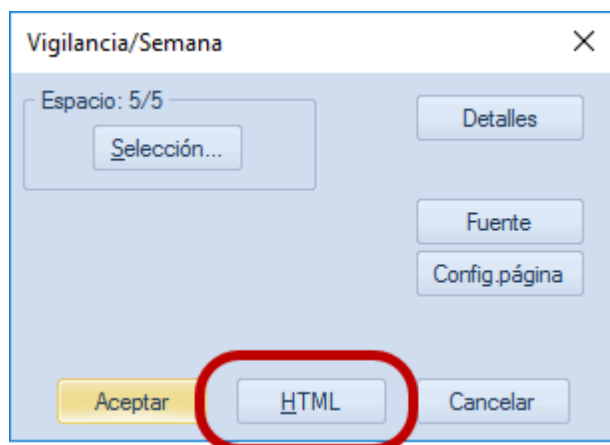 Vigilancia/Semana
Espacio: 5/5
Selección...
Detalles
Fuente
Config.página
Aceptar
HTML
Cancelar